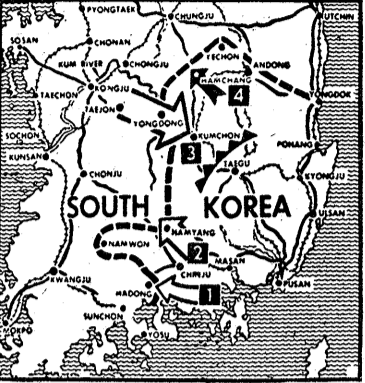 PYONGTAEK
CHUNGJU
UTCHIN
SOSAN
CHONAN
YECHON
KUM RIVER
CHONGJU
ANDONG
HAMCHANG
KONGJU
4
TAECHON
YONGDOK
TAEJON
YONGDONG
SOCHON
KUMCHON
POHANG
3
KUNSAN
TAEGU
KYONGJU
CHONJU
SOUTH KOREA
ULSAN
HAMYANG
NAMWON
2
MASAN
CHINJU
KWANGJU
PUSAN
HADONG
1
SUNCHON
MOKPO
YOSU